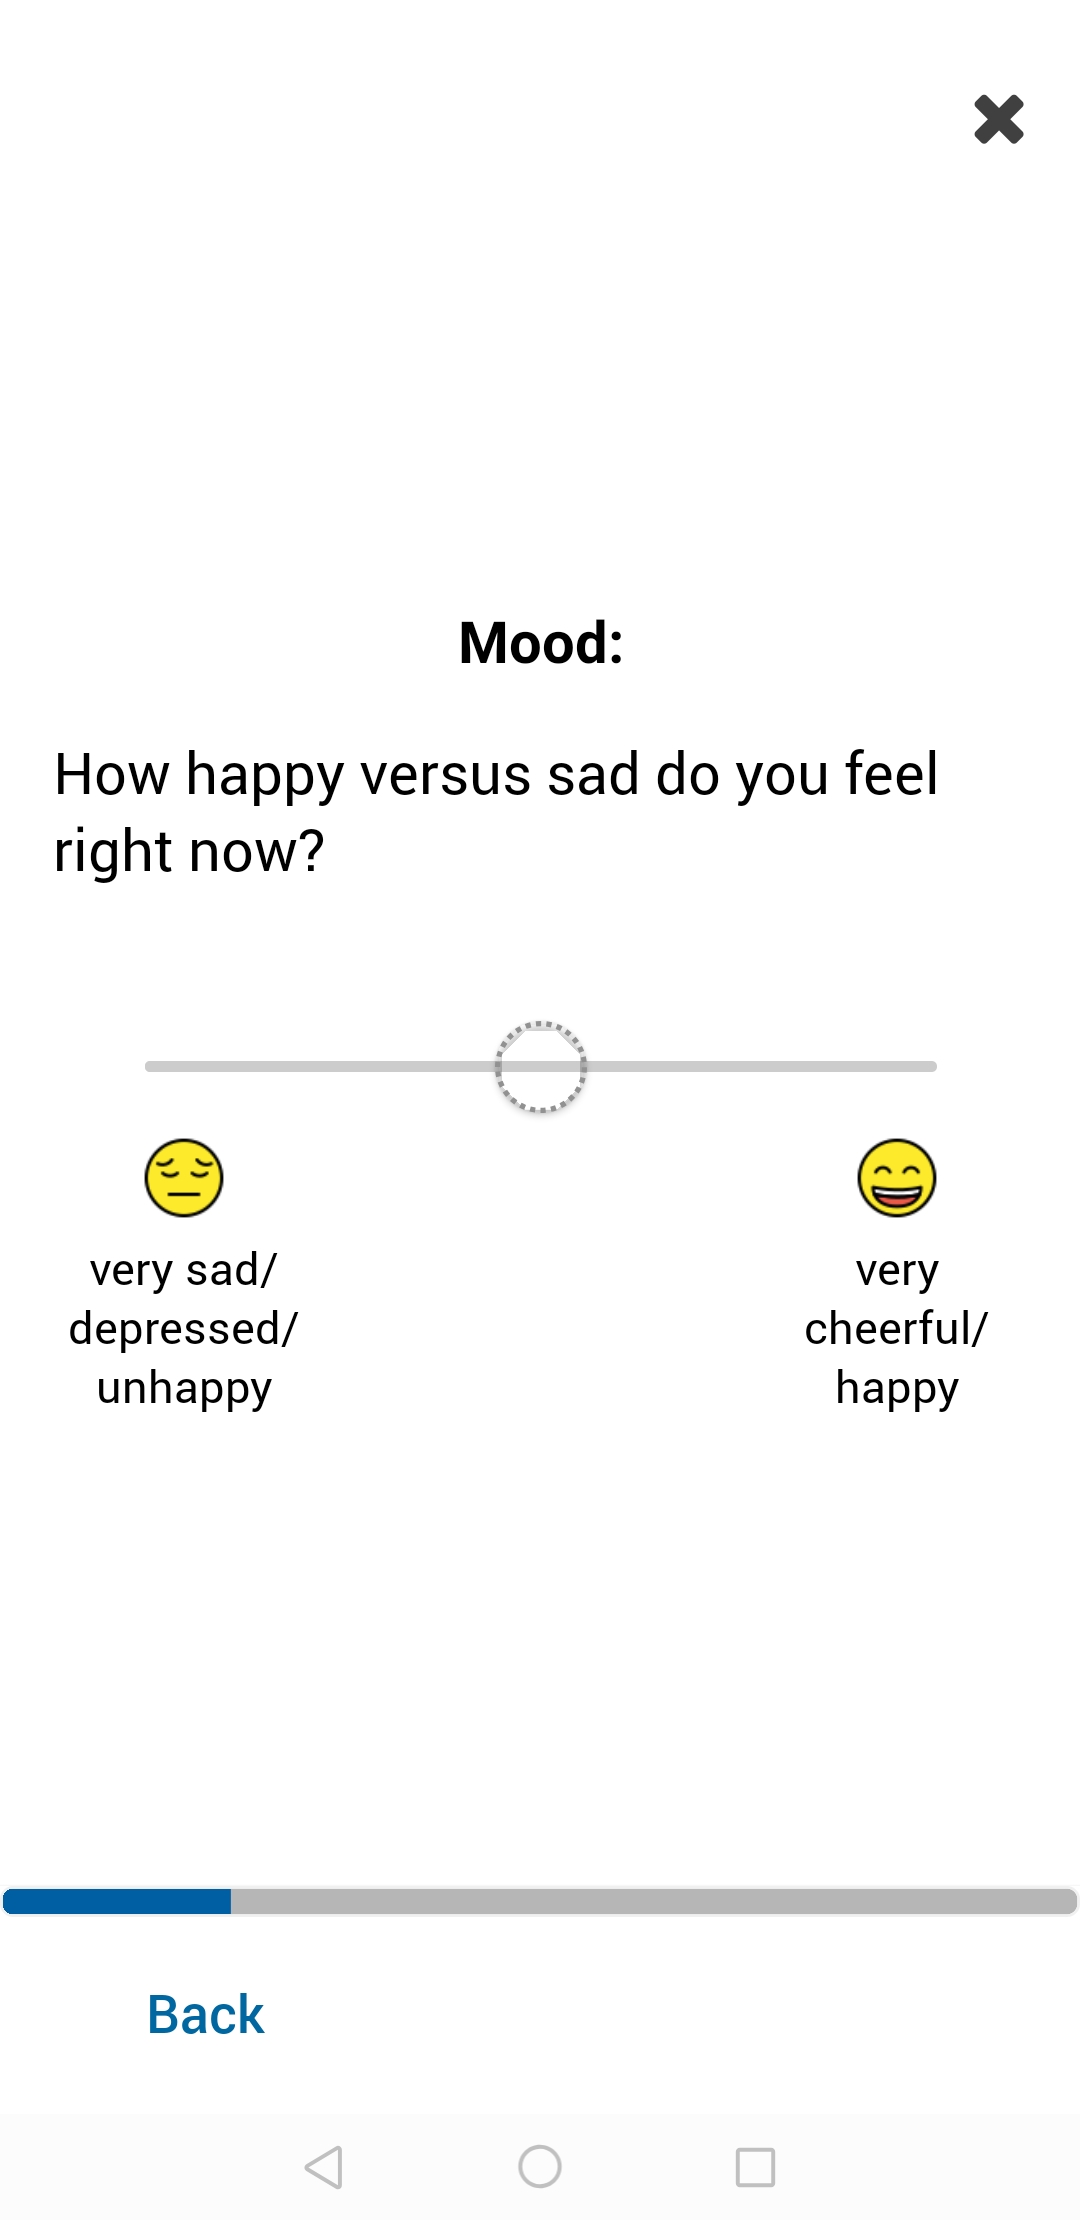 Mood:
How happy versus sad do you feel
right now?
very sad/
depressed/
unhappy
very
cheerful/
happy
Back